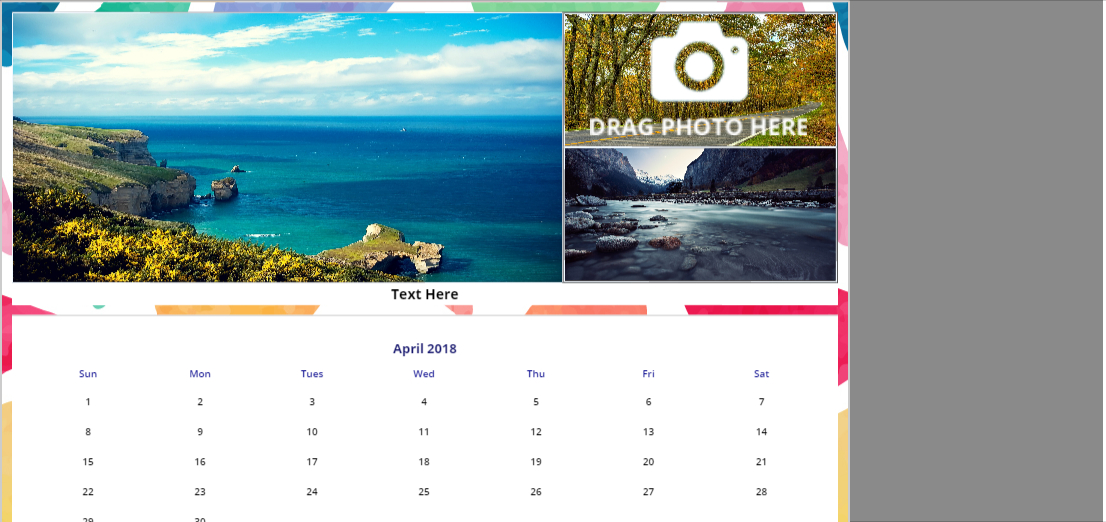 DRAG PHOTO HERE
Text Here
April 2018
Sun Mon Tues Wed Thu Fri Sat
1 2 3 4 5 6 7
8 9 10 11 12 13 14
15 16 17 18 19 20 21
22 23 24 25 26 27 28
29 30